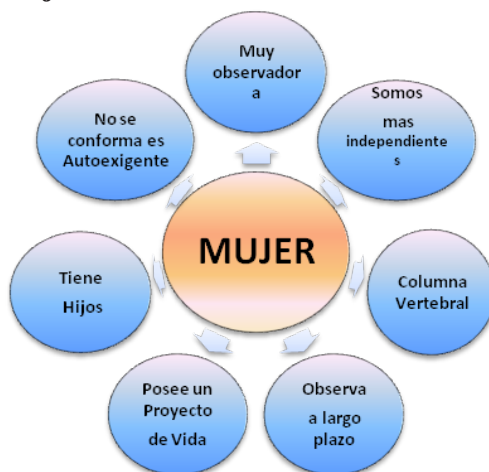 Muy
observador
a
Somos
mas
independiente
s
No se
conforma es
Autoexigente
MUJER
Tiene
Hijos
Columna
Vertebral
Posee un
Proyecto
de Vida
Observa
a largo
plazo